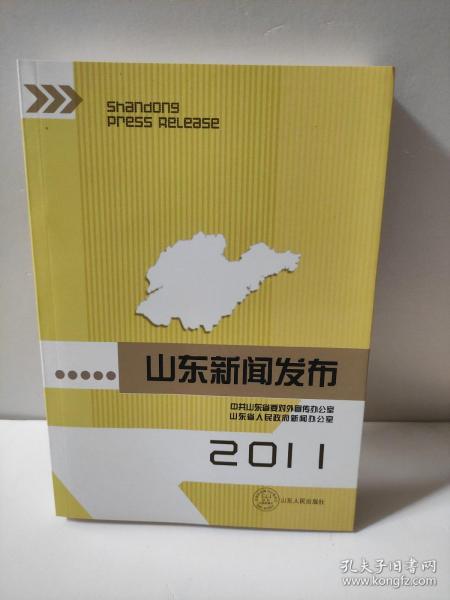 Shandong
Press Release
山东新闻发布
中共山东省委对外宣传办公室
山东省人民政府新闻办公室
2011
山东人民出版社
孔夫子旧书网
www.kongfz.com